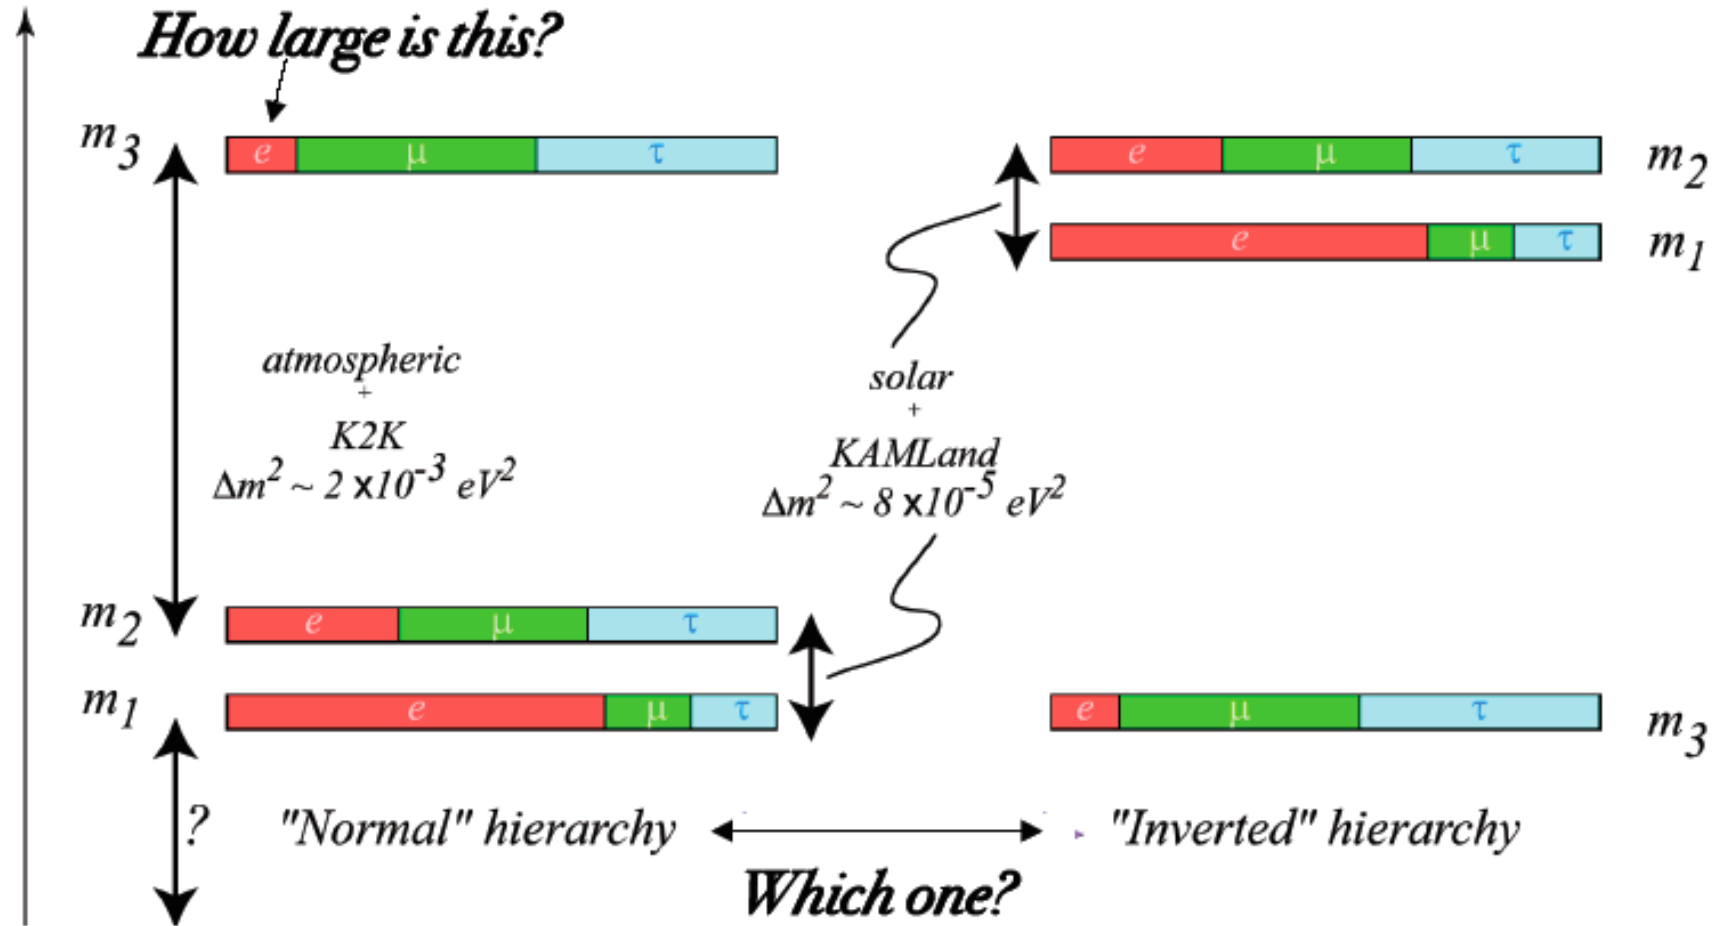 How large is this?
m3
e μ τ
e μ τ
m2
e μ τ
m1
atmospheric
+
K2K
Δm² ~ 2 x10⁻³ eV²
solar
+
KAMLand
Δm² ~ 8 x10⁻⁵ eV²
m2
e μ τ
m1
e μ τ
e μ τ
m3
?
"Normal" hierarchy
"Inverted" hierarchy
Which one?